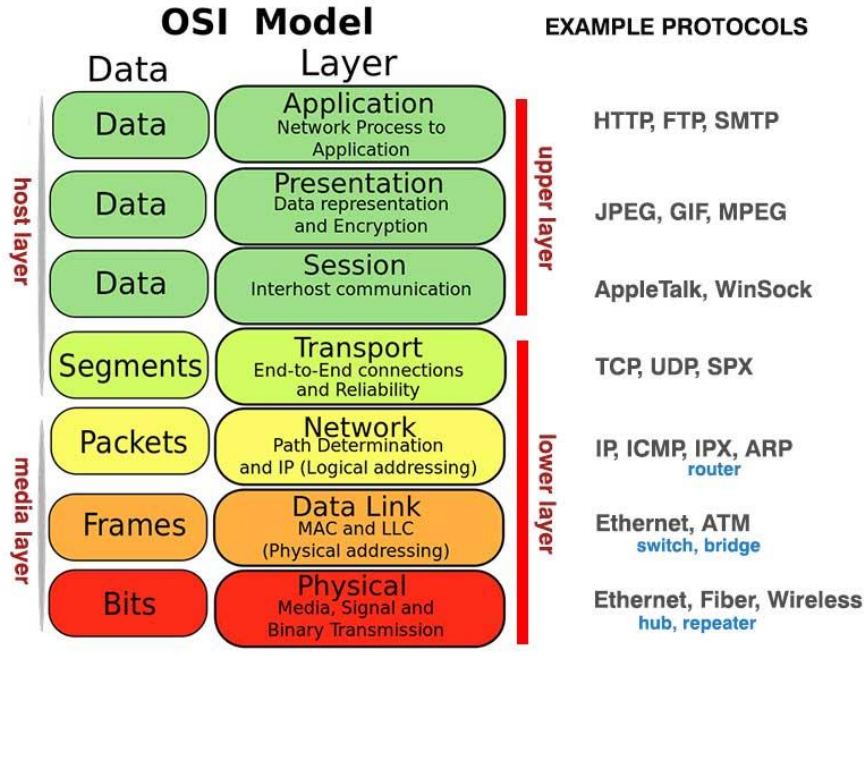 OSI Model
EXAMPLE PROTOCOLS
Data
Layer
host layer
Data
Application
Network Process to
Application
upper layer
HTTP, FTP, SMTP
Data
Presentation
Data representation
and Encryption
JPEG, GIF, MPEG
Data
Session
Interhost communication
AppleTalk, WinSock
Segments
Transport
End-to-End connections
and Reliability
TCP, UDP, SPX
media layer
Packets
Network
Path Determination
and IP (Logical addressing)
lower layer
IP, ICMP, IPX, ARP
router
Frames
Data Link
MAC and LLC
(Physical addressing)
Ethernet, ATM
switch, bridge
Bits
Physical
Media, Signal and
Binary Transmission
Ethernet, Fiber, Wireless
hub, repeater